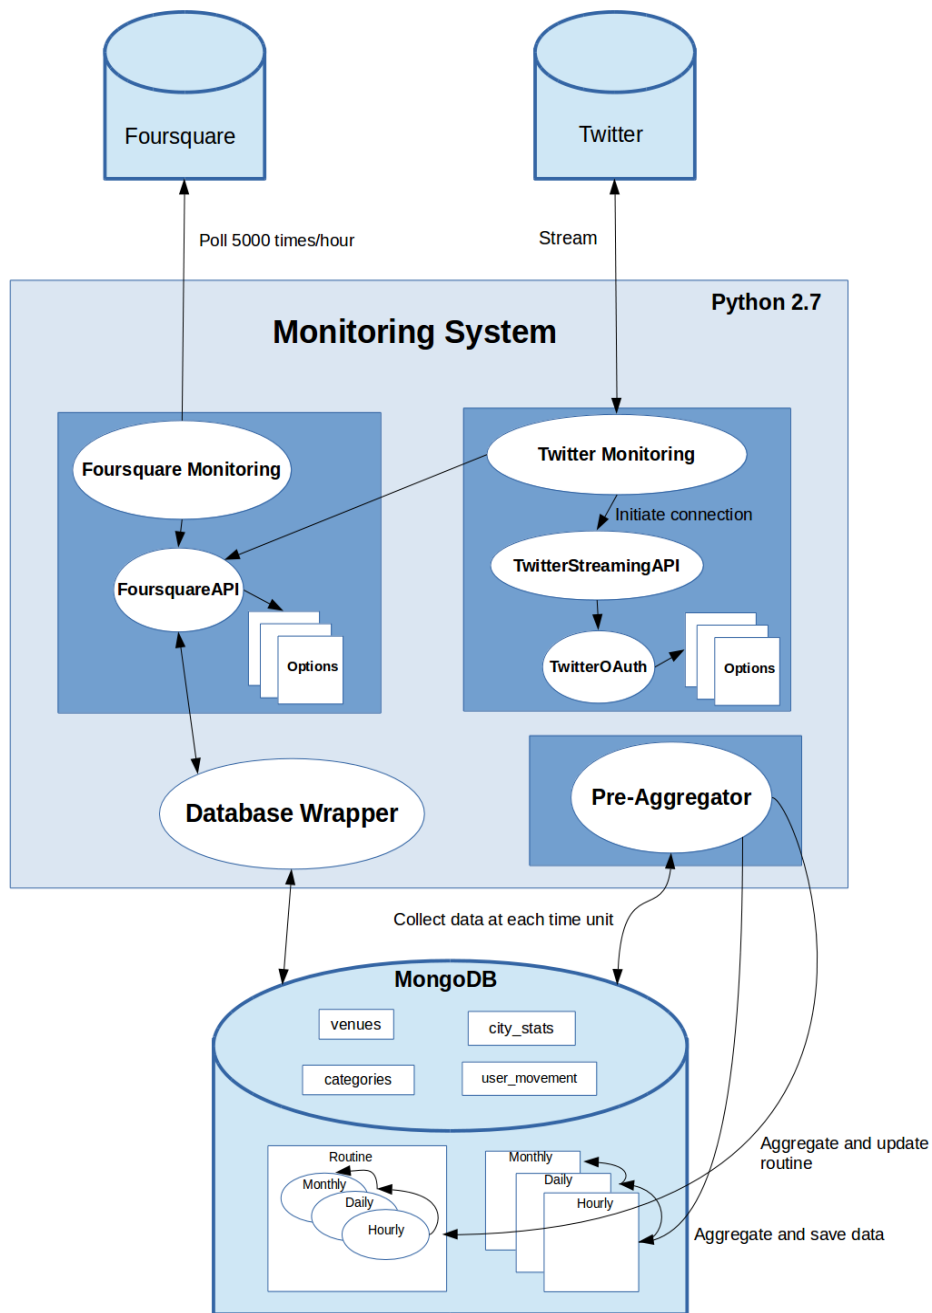 Foursquare
Twitter
Poll 5000 times/hour
Stream
Python 2.7
Monitoring System
Foursquare Monitoring
Twitter Monitoring
Initiate connection
FoursquareAPI
TwitterStreamingAPI
Options
TwitterOAuth
Options
Database Wrapper
Pre-Aggregator
Collect data at each time unit
MongoDB
venues
city_stats
categories
user_movement
Routine
Monthly
Daily
Hourly
Monthly
Daily
Hourly
Aggregate and update
routine
Aggregate and save data